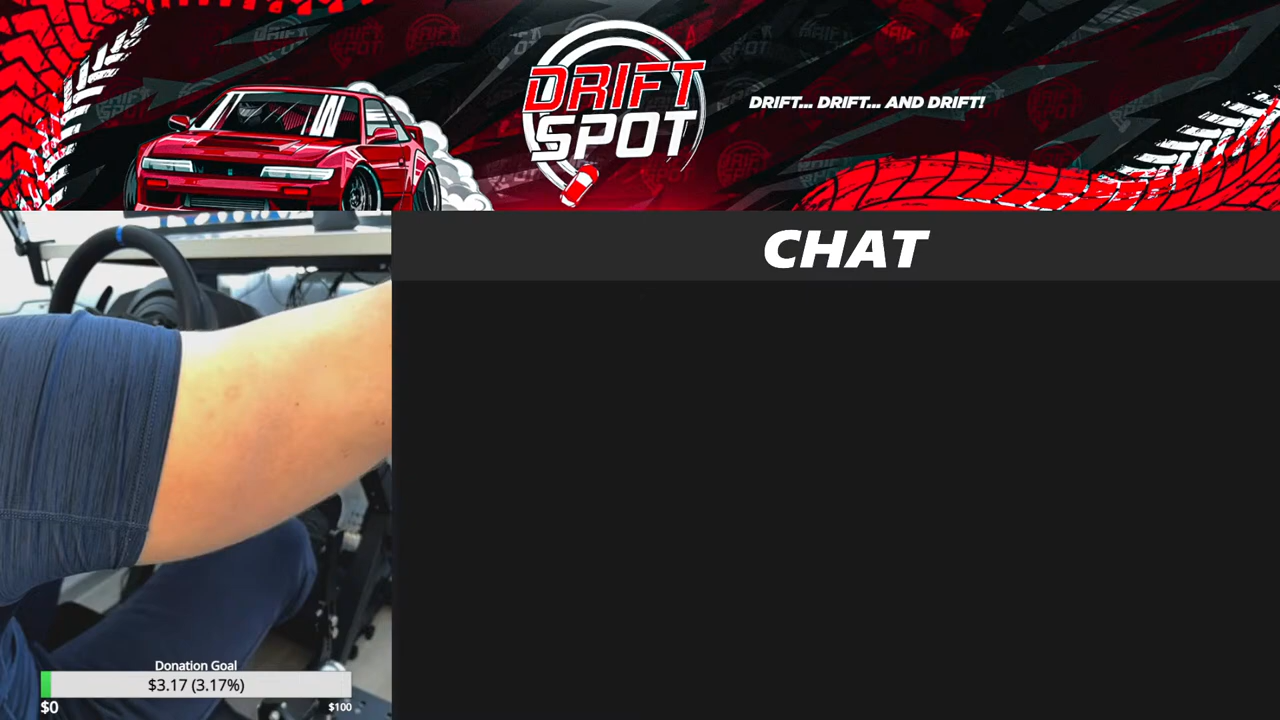 DRIFT
SPOT
DRIFT... DRIFT... AND DRIFT!
CHAT
Donation Goal
$3.17 (3.17%)
$0
$100